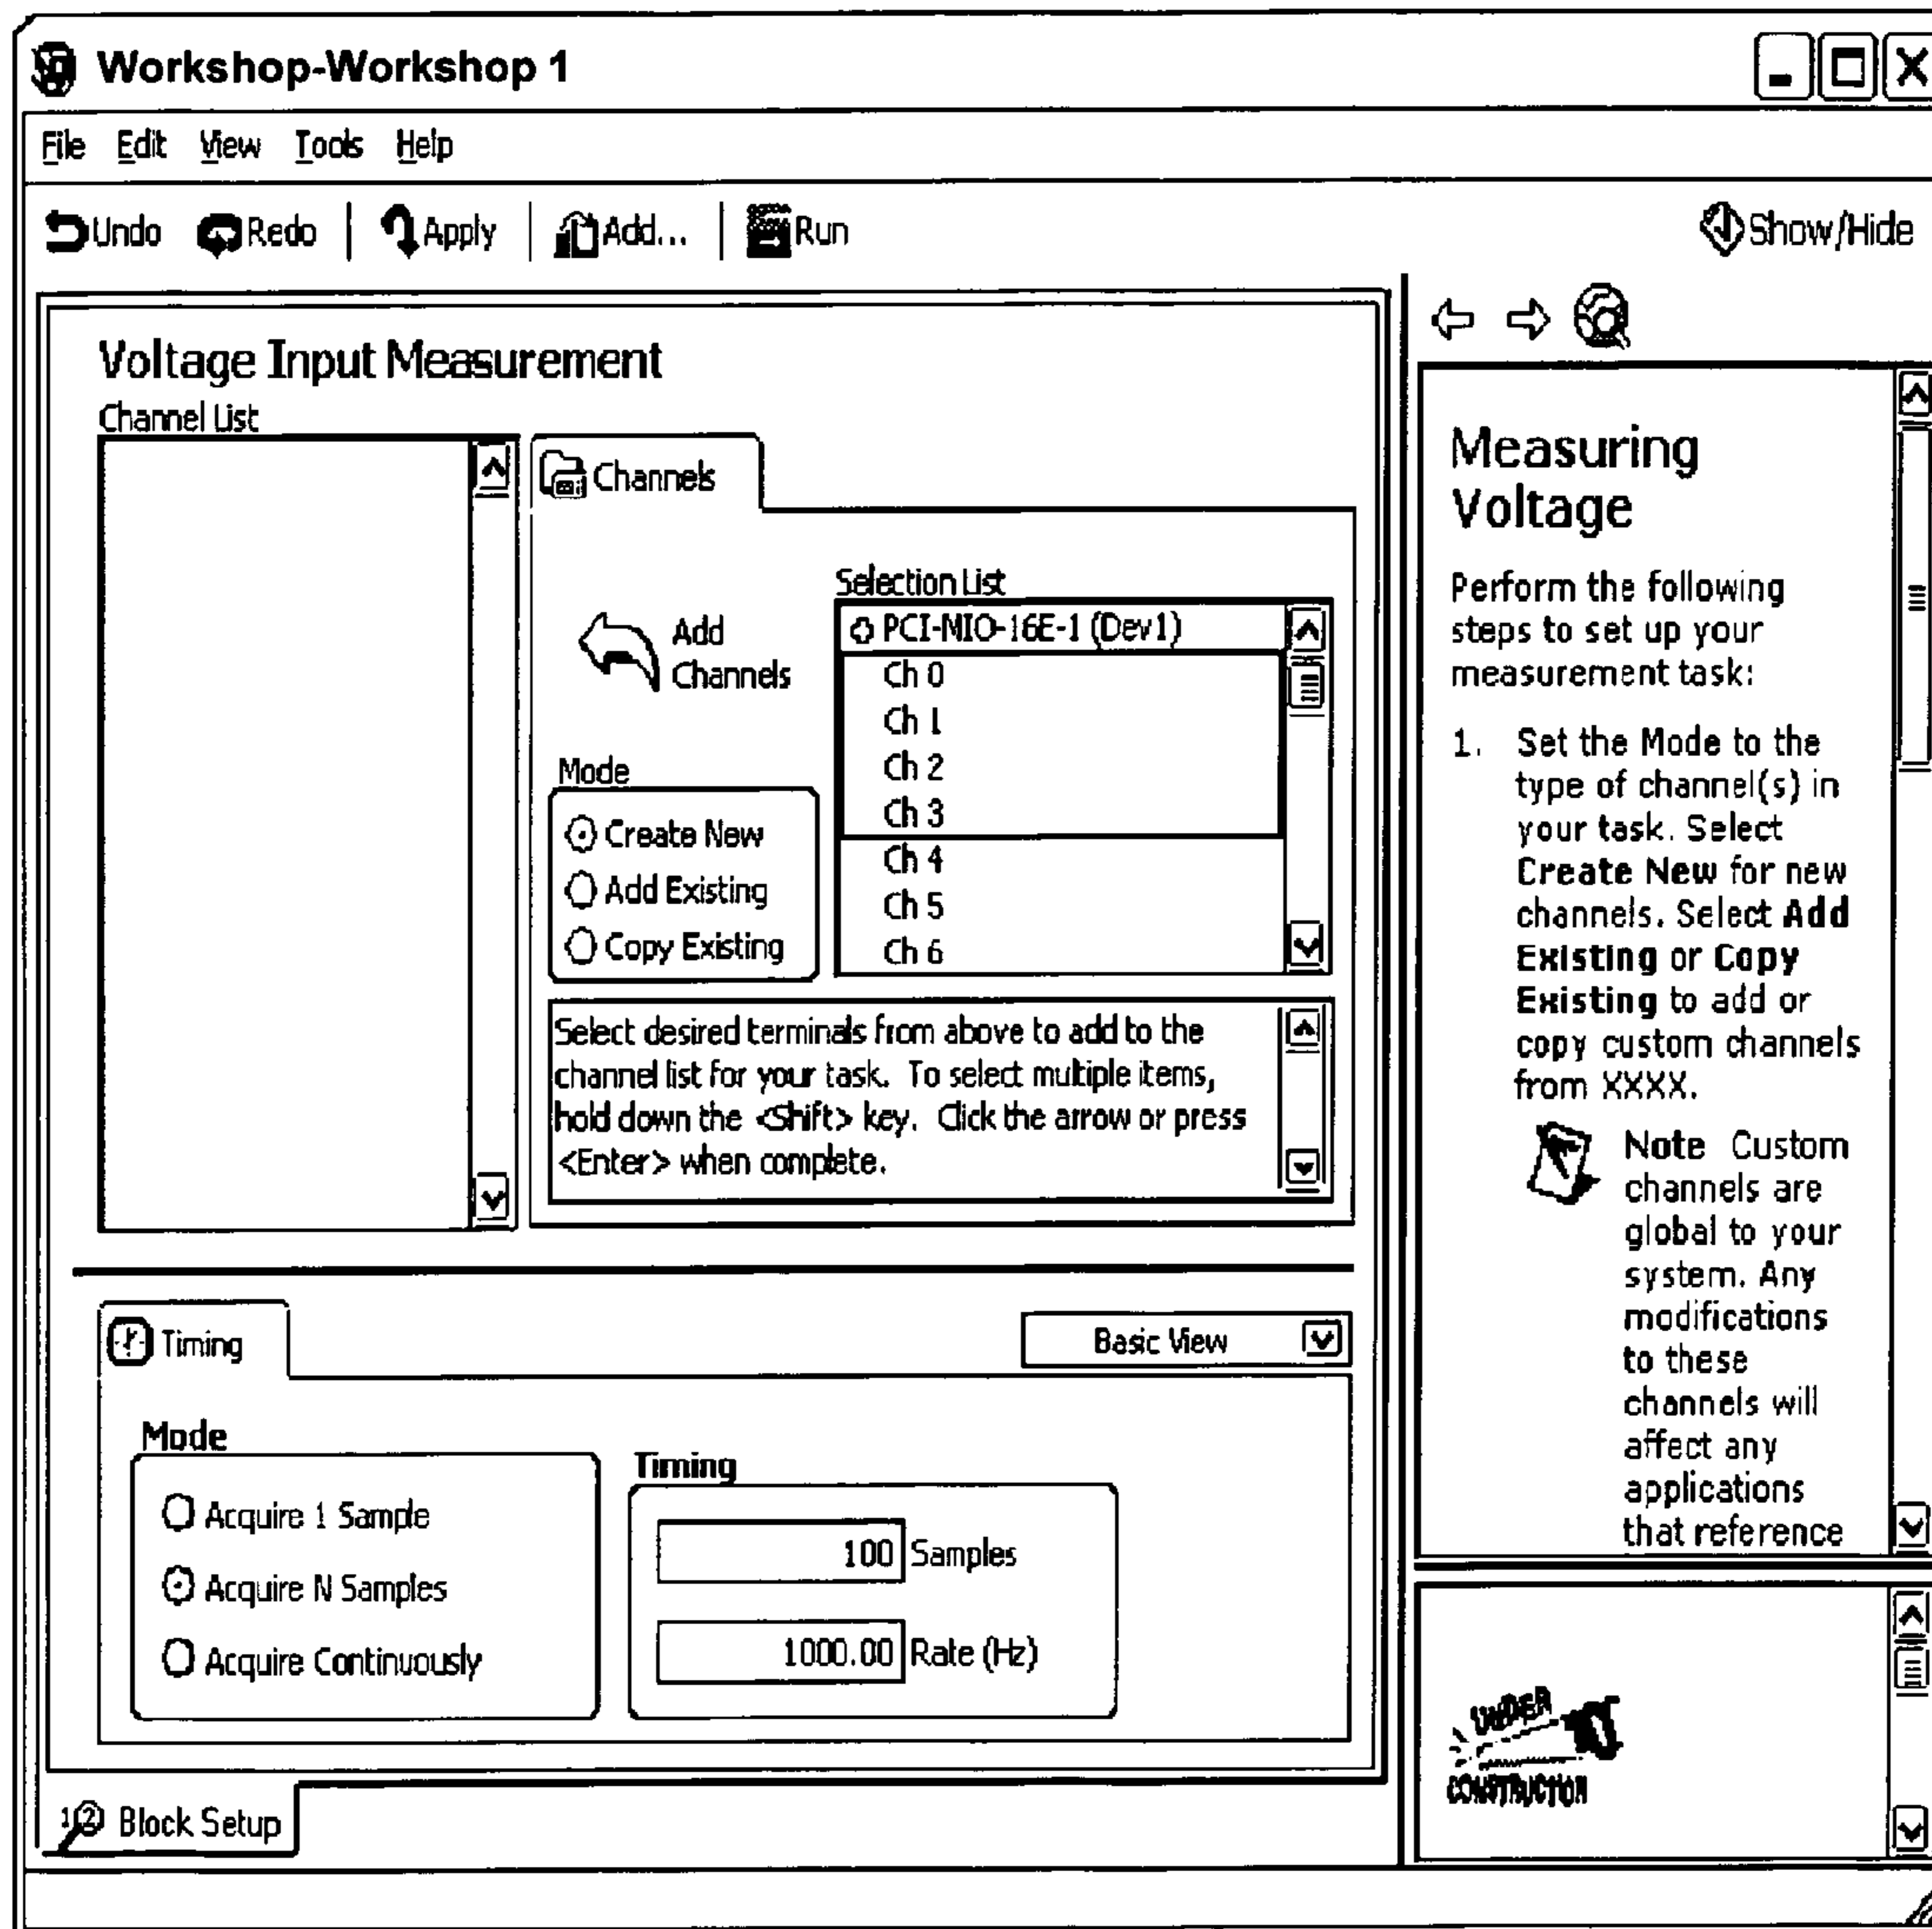 Workshop-Workshop 1
File Edit View Tools Help
Undo Redo Apply Add... Run Show/Hide
Voltage Input Measurement
Channel List
Channels
Add
Channels
Selection List
PCI-MIO-16E-1 (Dev1)
Ch 0
Ch 1
Ch 2
Ch 3
Ch 4
Ch 5
Ch 6
Mode
Create New
Add Existing
Copy Existing
Select desired terminals from above to add to the
channel list for your task. To select multiple items,
hold down the <Shift> key. Click the arrow or press
<Enter> when complete.
Timing
Basic View
Mode
Acquire 1 Sample
Acquire N Samples
Acquire Continuously
Timing
100 Samples
1000.00 Rate (Hz)
12 Block Setup
Measuring
Voltage
Perform the following
steps to set up your
measurement task:
1. Set the Mode to the
type of channel(s) in
your task. Select
Create New for new
channels. Select Add
Existing or Copy
Existing to add or
copy custom channels
from XXXX.
Note Custom
channels are
global to your
system. Any
modifications
to these
channels will
affect any
applications
that reference
UNDER
CONSTRUCTION